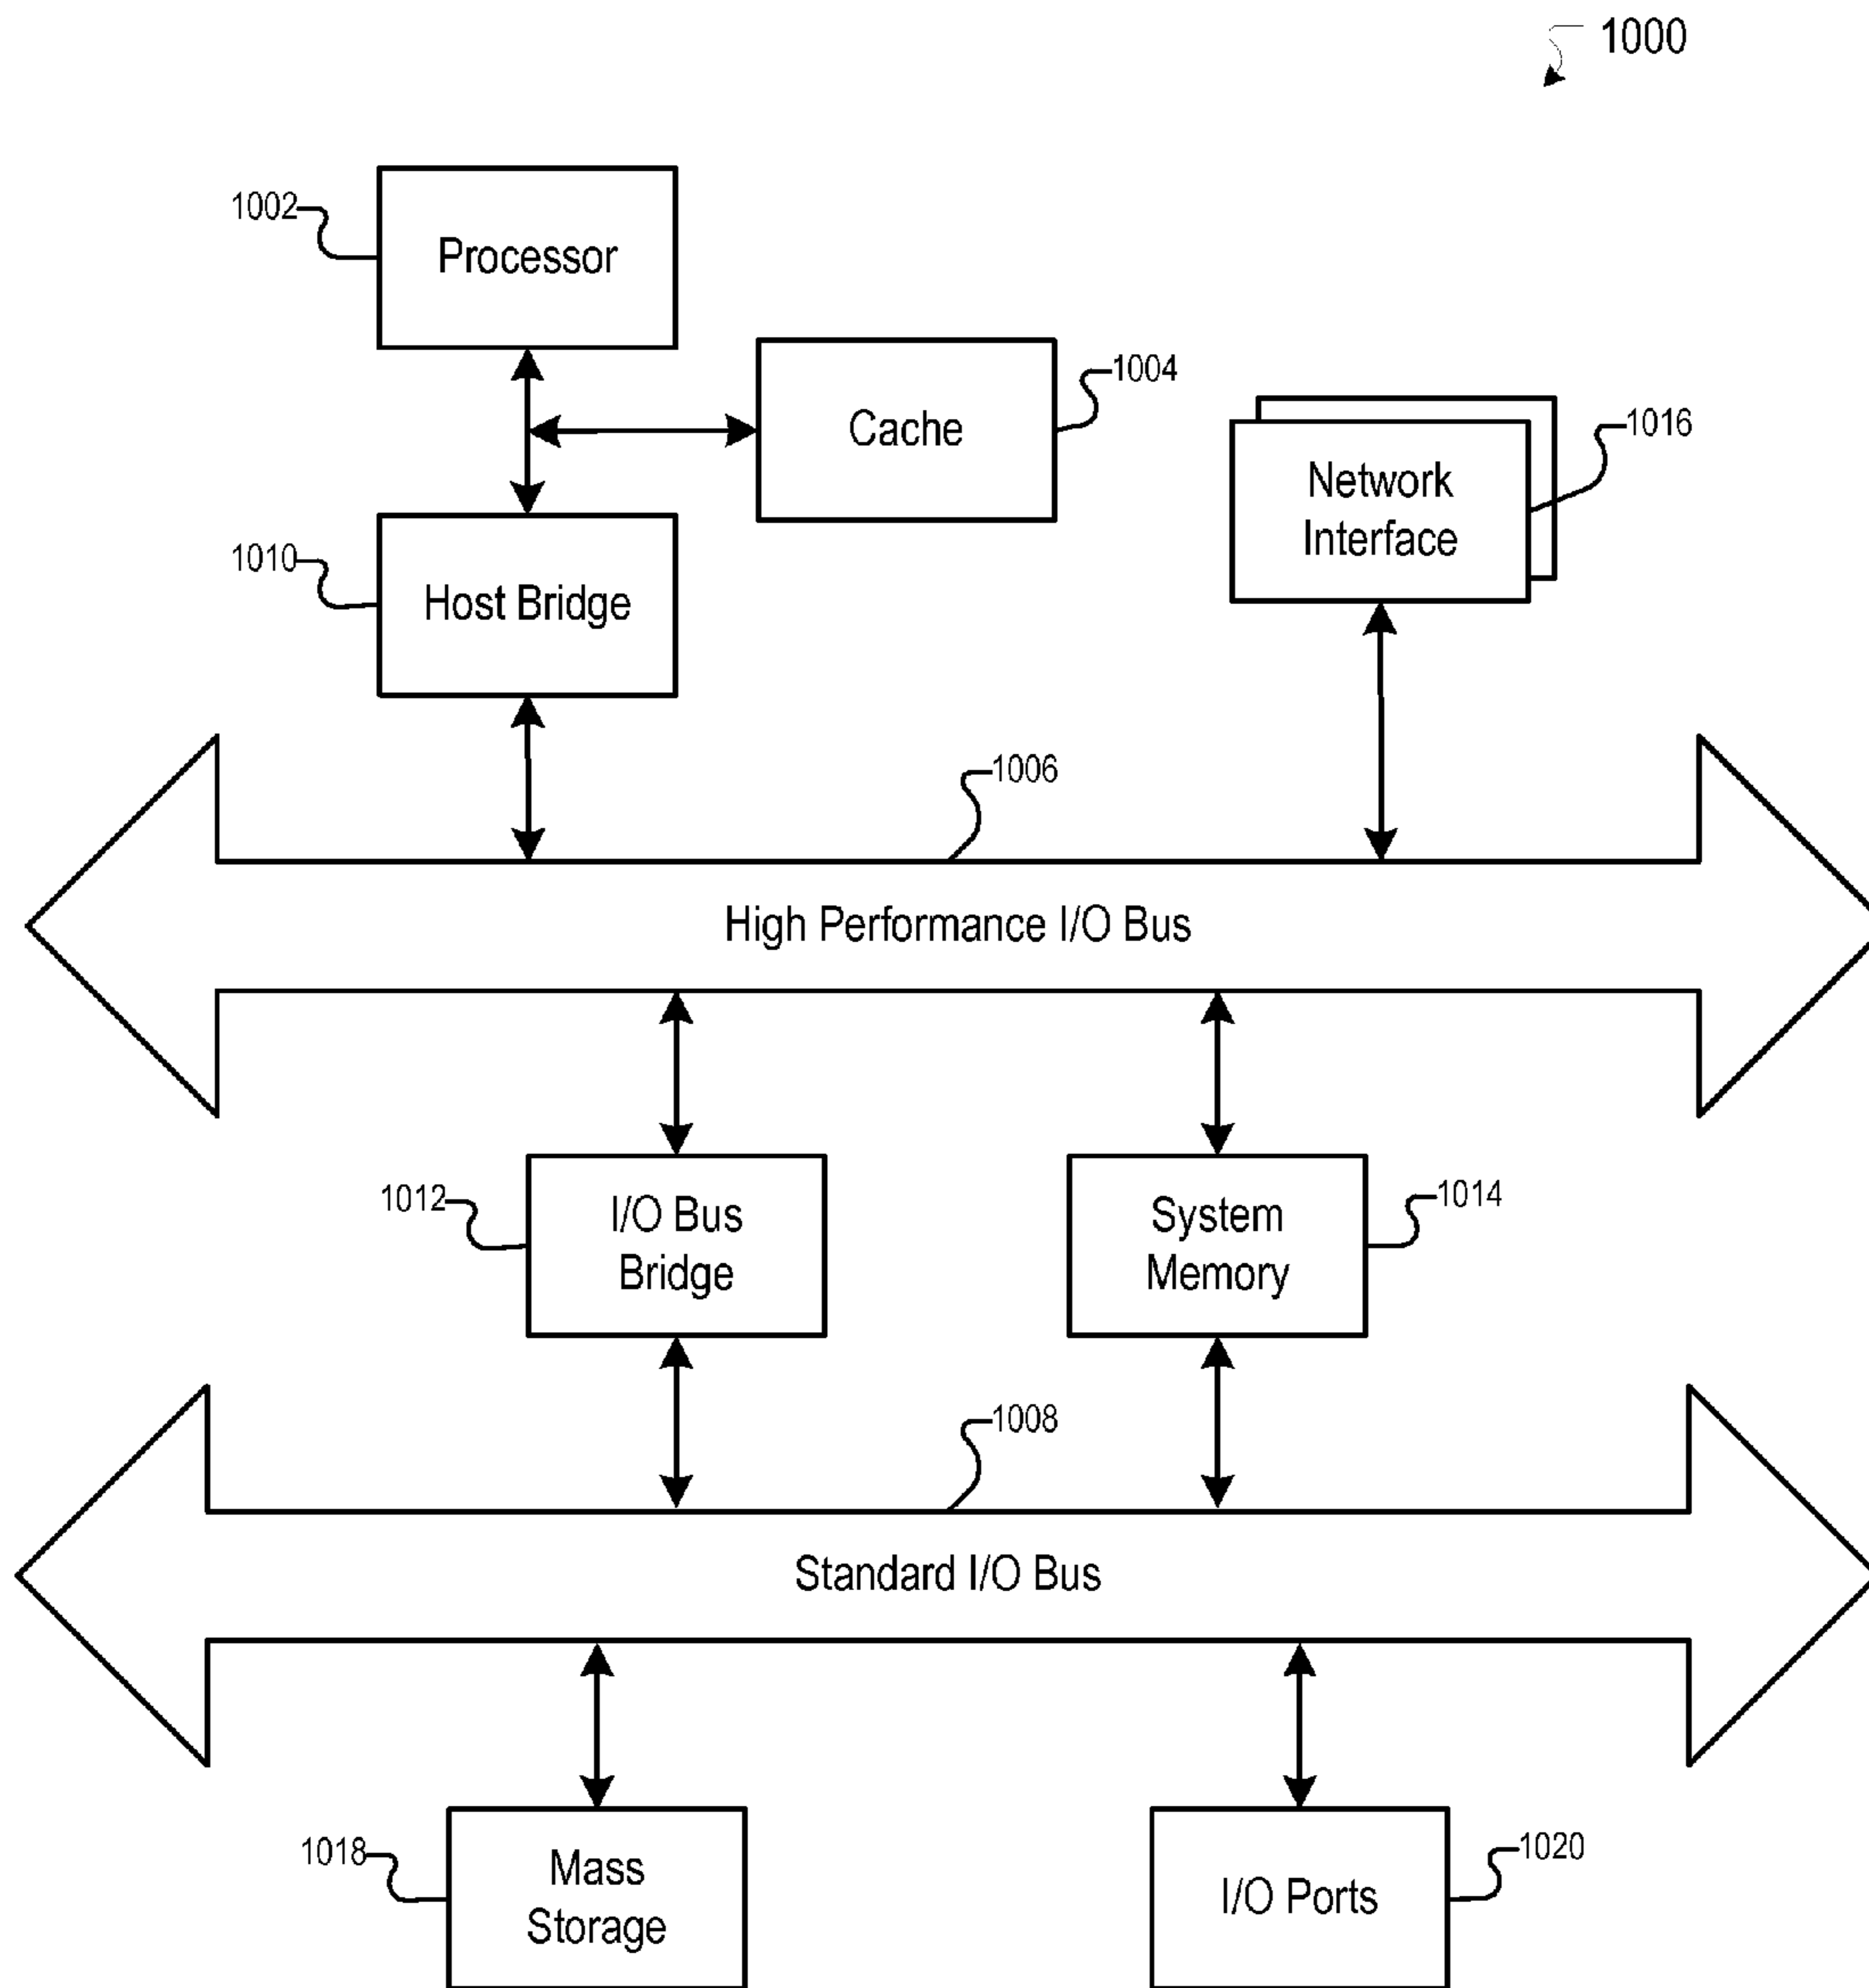 1000
1002
Processor
1004
Cache
1016
Network
Interface
1010
Host Bridge
1006
High Performance I/O Bus
1012
I/O Bus
Bridge
System
Memory
1014
1008
Standard I/O Bus
1018
Mass
Storage
I/O Ports
1020